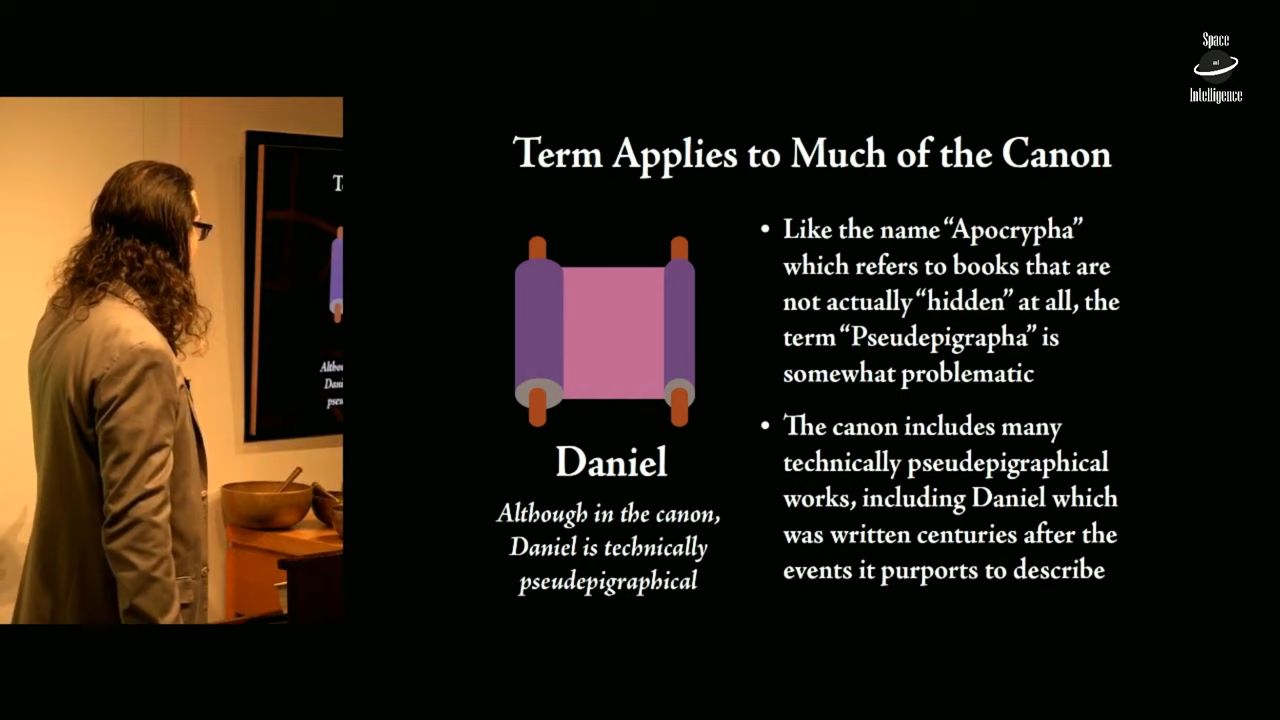 Space
and
Intelligence
Term Applies to Much of the Canon
• Like the name “Apocrypha”
which refers to books that are
not actually “hidden” at all, the
term “Pseudepigrapha” is
somewhat problematic
• The canon includes many
technically pseudepigraphical
works, including Daniel which
was written centuries after the
events it purports to describe
Daniel
Although in the canon,
Daniel is technically
pseudepigraphical